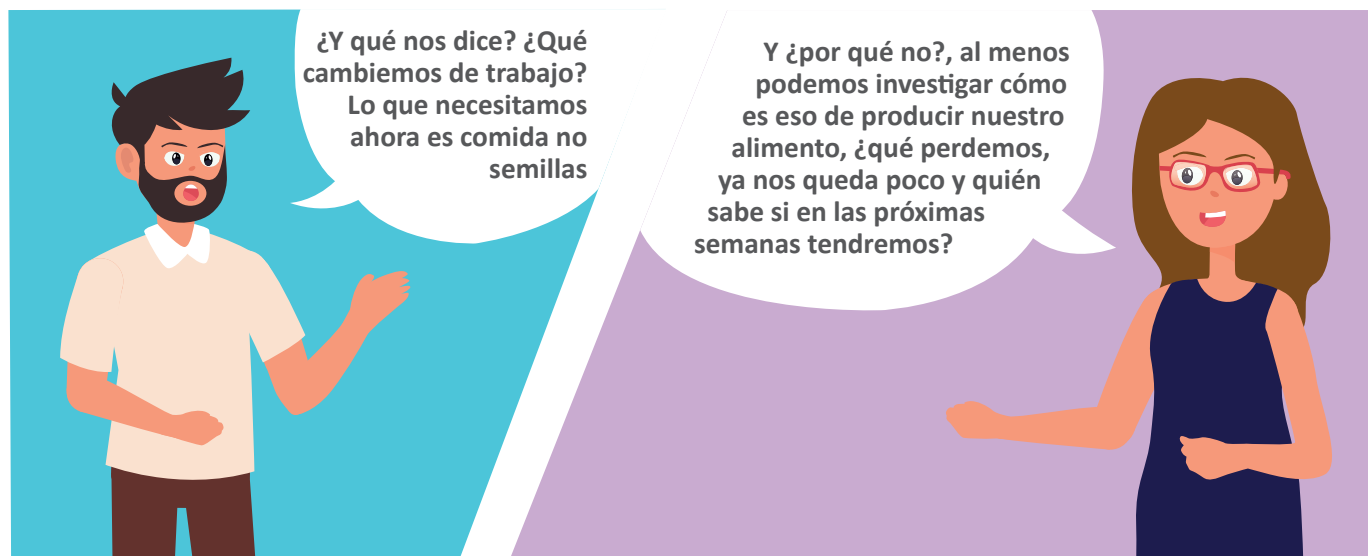 ¿Y qué nos dice? ¿Qué
cambiemos de trabajo?
Lo que necesitamos
ahora es comida no
semillas
Y ¿por qué no?, al menos
podemos investigar cómo
es eso de producir nuestro
alimento, ¿qué perdemos,
ya nos queda poco y quién
sabe si en las próximas
semanas tendremos?